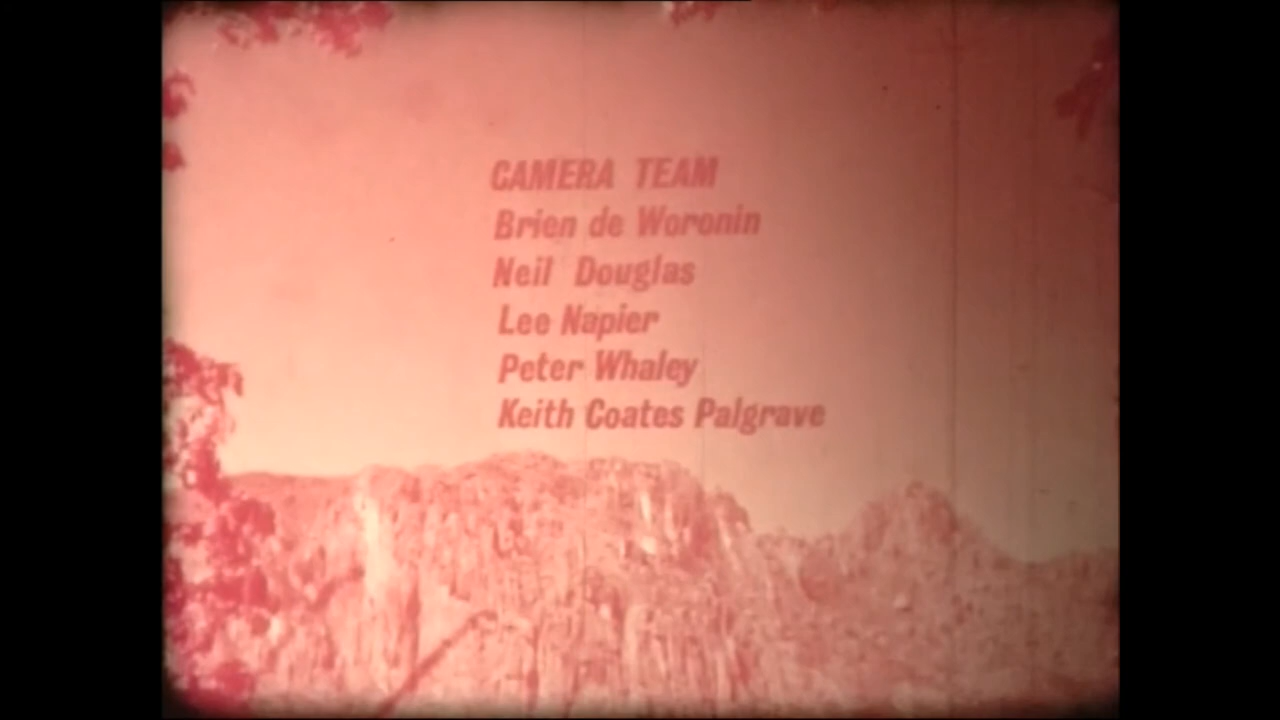 CAMERA TEAM
Brien de Woronin
Neil Douglas
Lee Napier
Peter Whaley
Keith Coates Palgrave